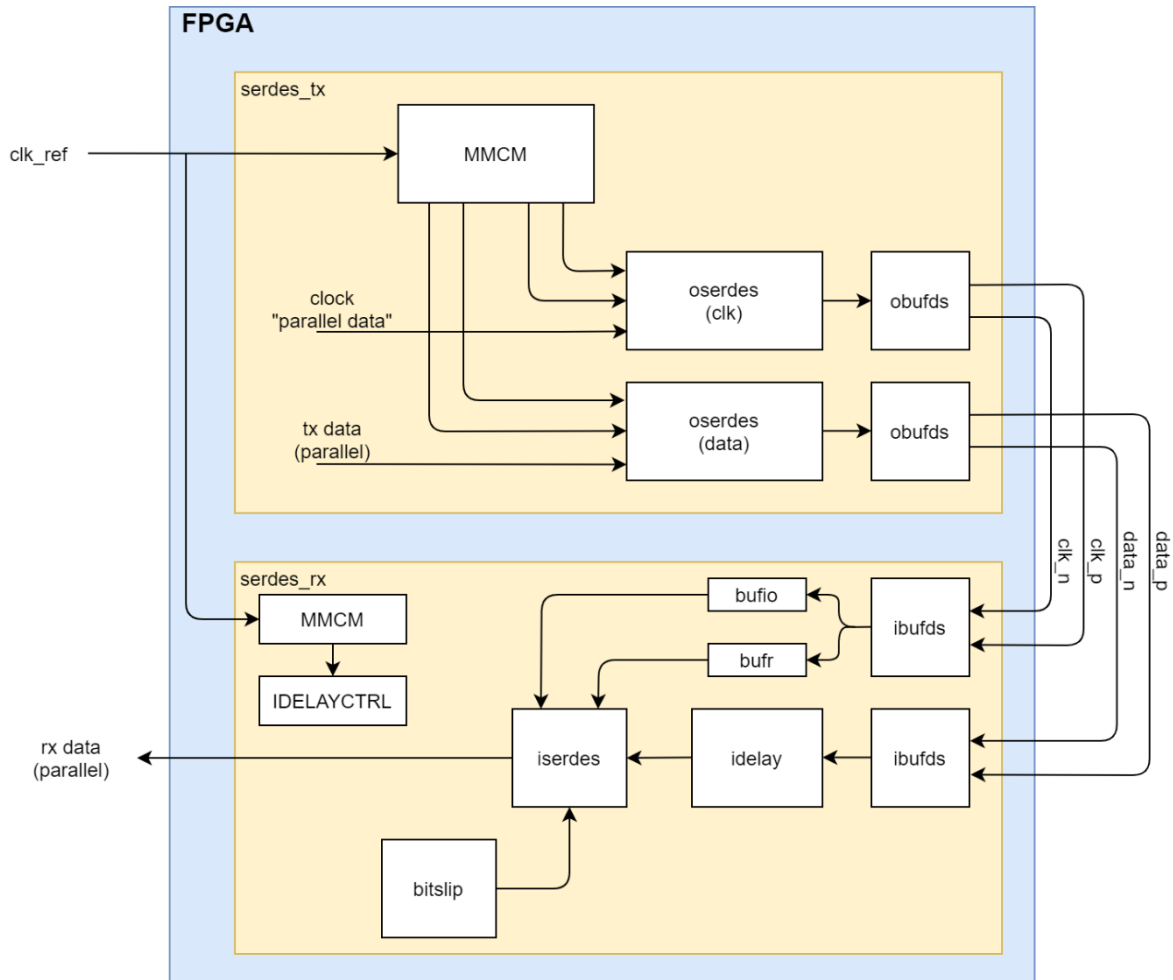 FPGA
serdes_tx
clk_ref
MMCM
clock
"parallel data"
oserdes
(clk)
obufds
tx data
(parallel)
oserdes
(data)
obufds
clk_n
clk_p
data_n
data_p
serdes_rx
MMCM
IDELAYCTRL
bufio
bufr
ibufds
rx data
(parallel)
iserdes
idelay
ibufds
bitslip